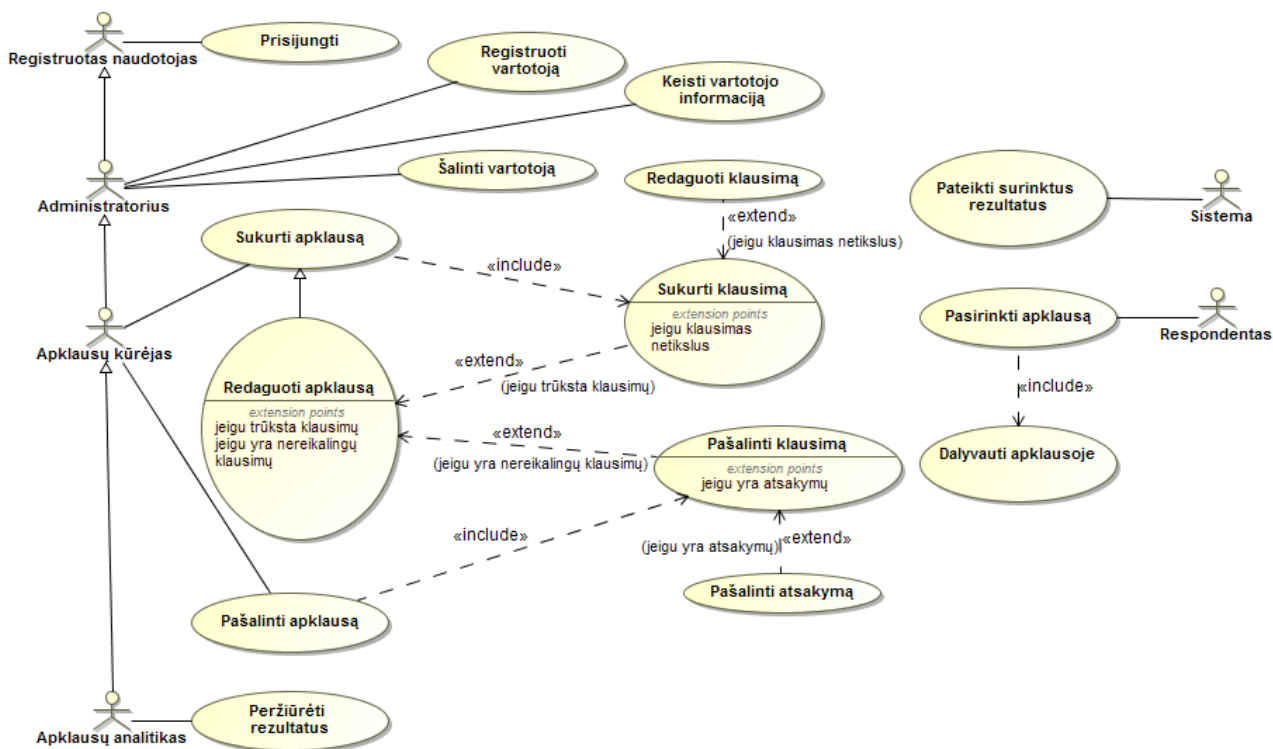 Registruotas naudotojas
Prisijungti
Registruoti
vartotoją
Keisti vartotojo
informaciją
Administratorius
Šalinti vartotoją
Redaguoti klausimą
«extend»
(jeigu klausimas netikslus)
Pateikti surinktus
rezultatus
Sistema
Sukurti apklausą
«include»
Sukurti klausimą
extension points
jeigu klausimas
netikslus
Pasirinkti apklausą
Respondentas
Apklausų kūrėjas
«extend»
(jeigu trūksta klausimų)
Redaguoti apklausą
extension points
jeigu trūksta klausimų
jeigu yra nereikalingų
klausimų
«include»
«extend»
(jeigu yra nereikalingų klausimų)
Pašalinti klausimą
extension points
jeigu yra atsakymų
Dalyvauti apklausoje
«include»
(jeigu yra atsakymų)
«extend»
Pašalinti atsakymą
Pašalinti apklausą
Apklausų analitikas
Peržiūrėti
rezultatus